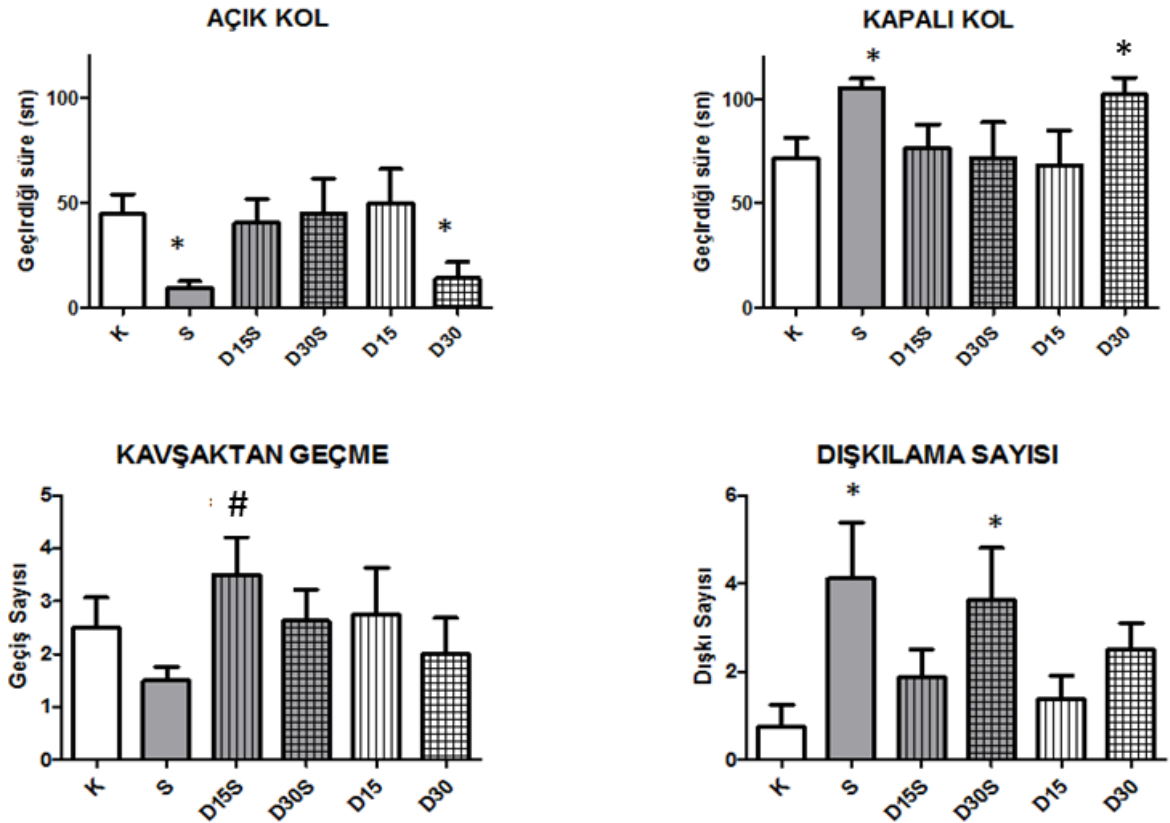 AÇIK KOL
Geçirdiği süre (sn)
100
50
0
*
*
K
S
D15S
D30S
D15
D30
KAPALI KOL
Geçirdiği süre (sn)
100
50
0
*
*
K
S
D15S
D30S
D15
D30
KAVŞAKTAN GEÇME
Geçiş Sayısı
5
4
3
2
1
0
#
K
S
D15S
D30S
D15
D30
DIŞKILAMA SAYISI
Dışkı Sayısı
6
4
2
0
*
*
K
S
D15S
D30S
D15
D30